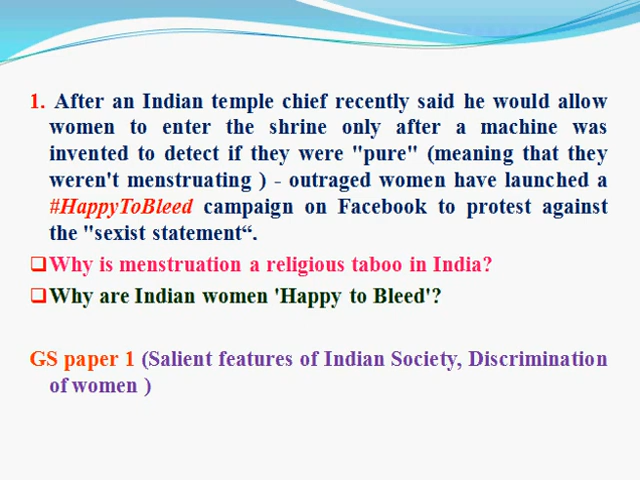 1. After an Indian temple chief recently said he would allow
women to enter the shrine only after a machine was
invented to detect if they were "pure" (meaning that they
weren't menstruating ) - outraged women have launched a
#HappyToBleed campaign on Facebook to protest against
the "sexist statement“.
❑Why is menstruation a religious taboo in India?
❑Why are Indian women 'Happy to Bleed'?
GS paper 1 (Salient features of Indian Society, Discrimination
of women )